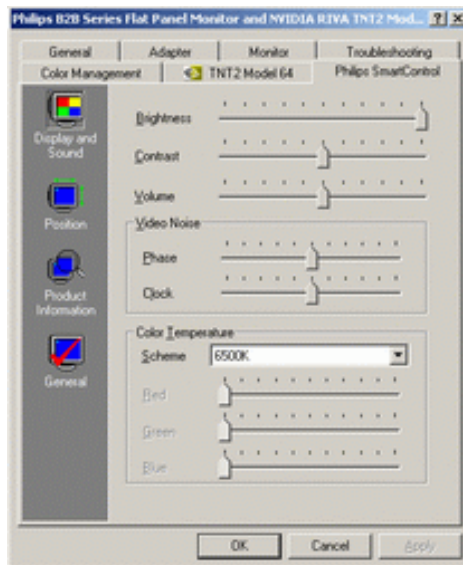 Philips B2B Series Flat Panel Monitor and NVIDIA RIVA TNT2 Mod...
General Adapter Monitor Troubleshooting
Color Management TNT2 Model 64 Philips SmartControl
Display and
Sound
Brightness
Contrast
Volume
Position
Video Noise
Phase
Clock
Product
Information
Color Temperature
Scheme 6500K
General
Red
Green
Blue
OK Cancel Apply